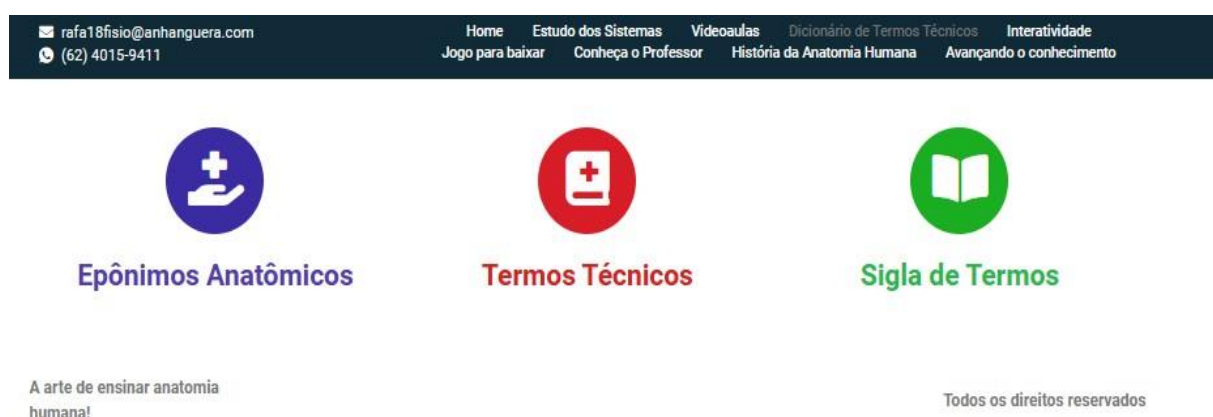 rafa18fisio@anhanguera.com
(62) 4015-9411
Home Estudo dos Sistemas Videoaulas Dicionário de Termos Técnicos Interatividade
Jogo para baixar Conheça o Professor História da Anatomia Humana Avançando o conhecimento
Epônimos Anatômicos
Termos Técnicos
Sigla de Termos
A arte de ensinar anatomia
humana!
Todos os direitos reservados